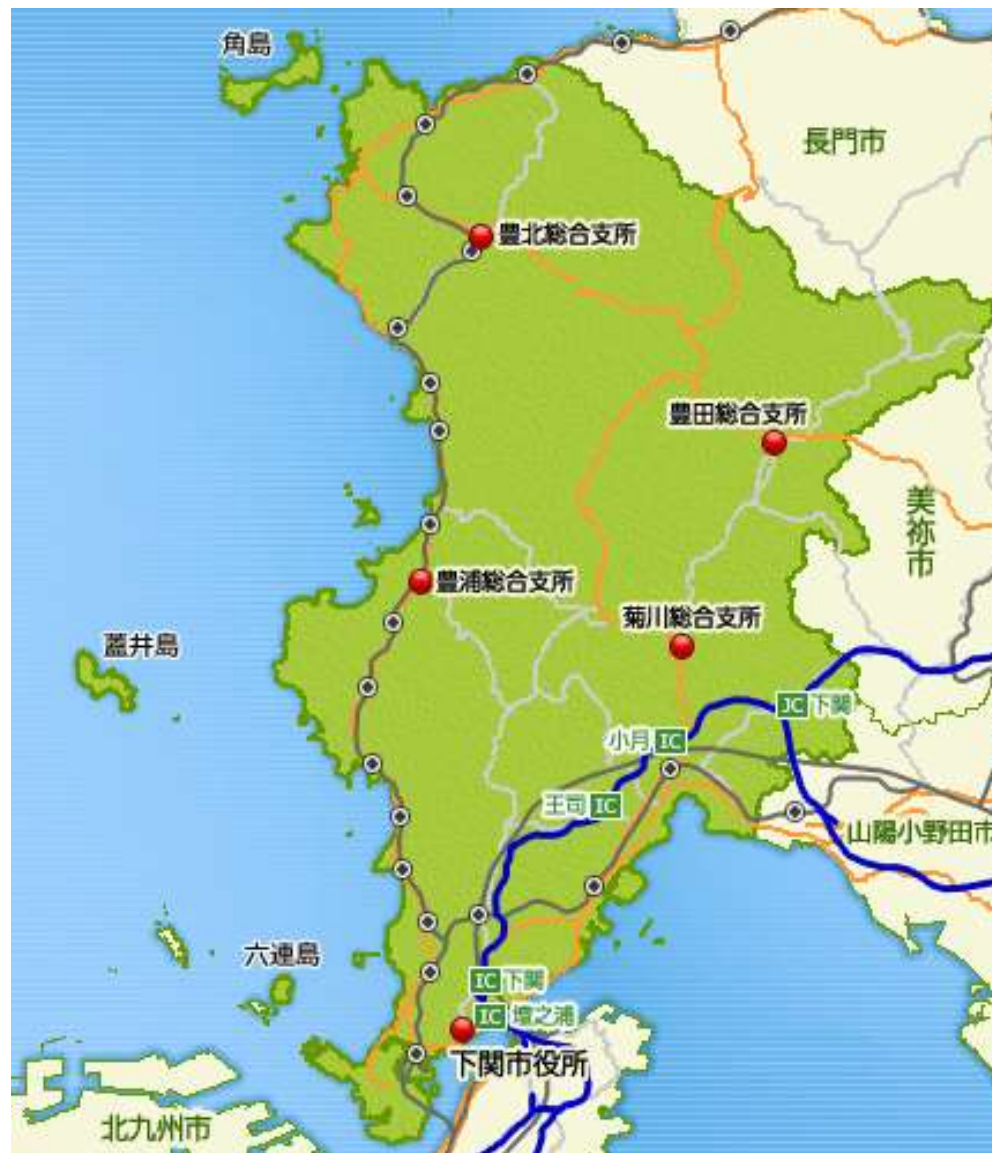 角島
長門市
豊北総合支所
豊田総合支所
美祢市
豊浦総合支所
菊川総合支所
蓋井島
JC 下関
小月 IC
王司 IC
山陽小野田市
六連島
IC 下関
IC 壇之浦
下関市役所
北九州市